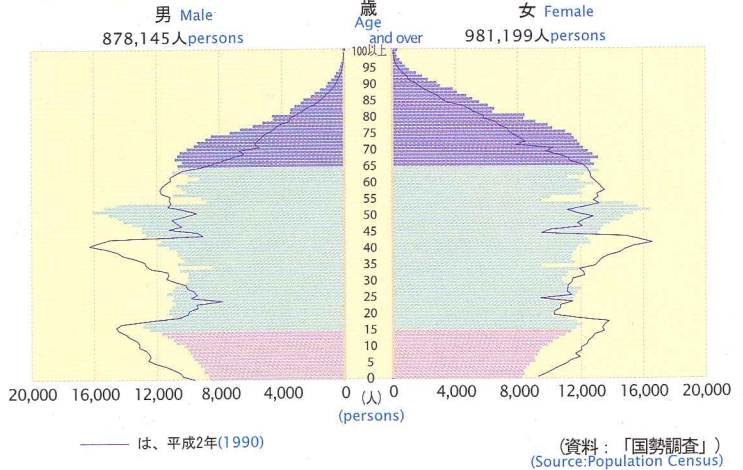 男 Male
歳
Age
女 Female
878,145人persons
and over
981,199人persons
100以上
95
90
85
80
75
70
65
60
55
50
45
40
35
30
25
20
15
10
5
0
20,000 16,000 12,000 8,000 4,000 0 (人) 0 4,000 8,000 12,000 16,000 20,000
(persons)
は、平成2年(1990)
(資料:「国勢調査」)
(Source:Population Census)